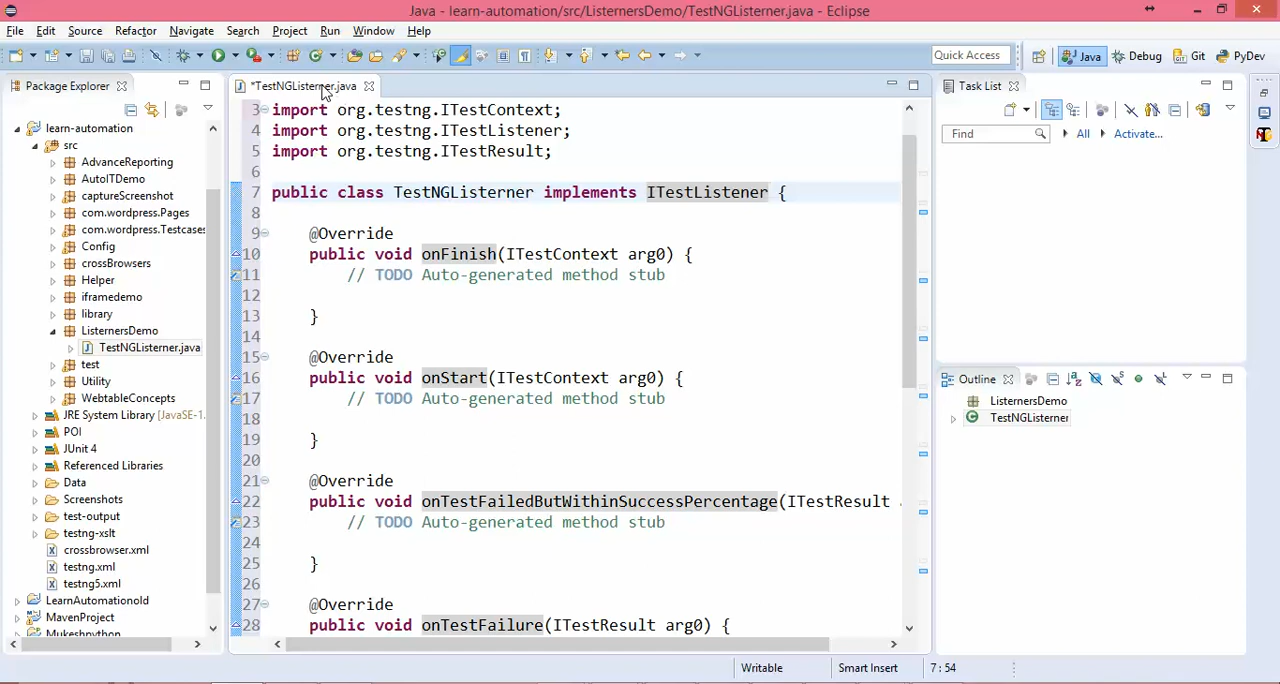 Java - learn-automation/src/ListernersDemo/TestNGListerner.java - Eclipse
File Edit Source Refactor Navigate Search Project Run Window Help
Quick Access Java Debug Git PyDev
Package Explorer
learn-automation
src
AdvanceReporting
AutoITDemo
captureScreenshot
com.wordpress.Pages
com.wordpress.Testcases
Config
crossBrowsers
Helper
iframedemo
library
ListernersDemo
TestNGListerner.java
test
Utility
WebtableConcepts
JRE System Library [JavaSE-1.
POI
JUnit 4
Referenced Libraries
Data
Screenshots
test-output
testng-xslt
crossbrowser.xml
testng.xml
testng5.xml
LearnAutomationold
MavenProject
Mukeshpython
*TestNGListerner.java
3 import org.testng.ITestContext;
4 import org.testng.ITestListener;
5 import org.testng.ITestResult;
6
7 public class TestNGListerner implements ITestListener {
8
9 @Override
10 public void onFinish(ITestContext arg0) {
11 // TODO Auto-generated method stub
12
13 }
14
15 @Override
16 public void onStart(ITestContext arg0) {
17 // TODO Auto-generated method stub
18
19 }
20
21 @Override
22 public void onTestFailedButWithinSuccessPercentage(ITestResult
23 // TODO Auto-generated method stub
24
25 }
26
27 @Override
28 public void onTestFailure(ITestResult arg0) {
Task List
Find All Activate...
Outline
ListernersDemo
TestNGListerner
Writable Smart Insert 7 : 54